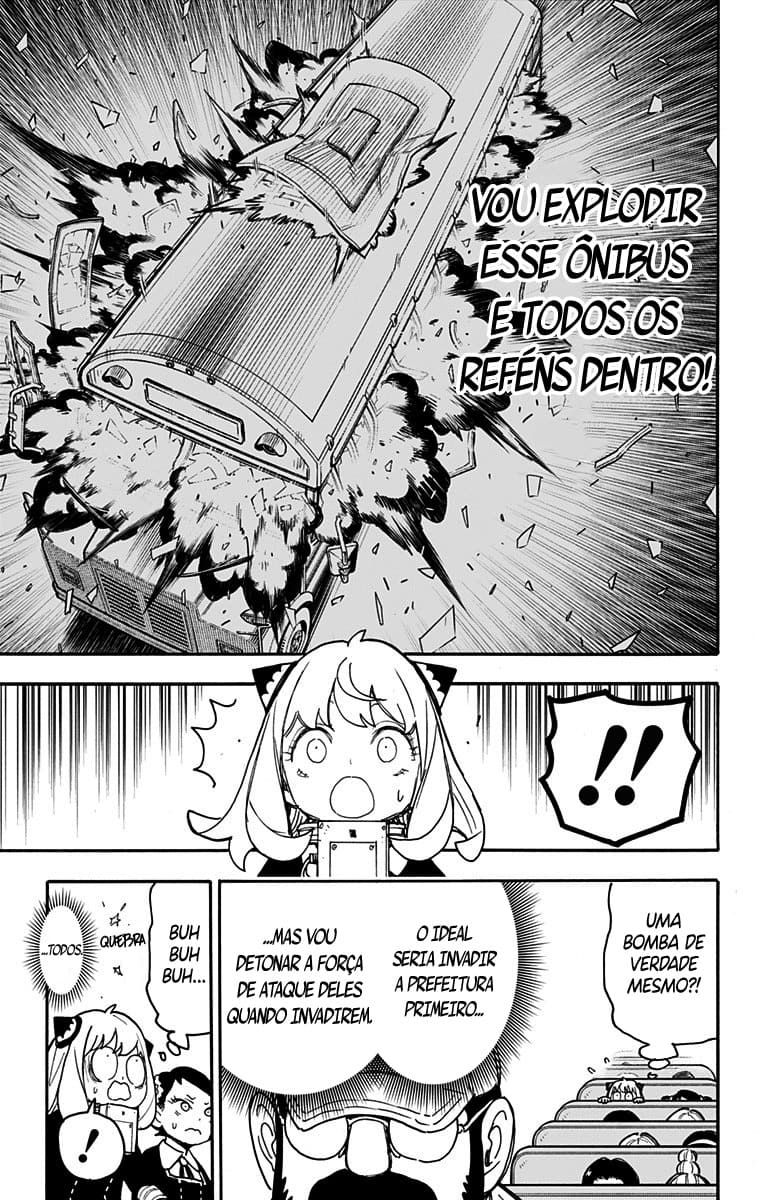 VOU EXPLODIR
ESSE ÔNIBUS
E TODOS OS
REFÉNS DENTRO!
!!
UMA
BOMBA DE
VERDADE
MESMO?!
O IDEAL
SERIA INVADIR
A PREFEITURA
PRIMEIRO...
...MAS VOU
DETONAR A FORÇA
DE ATAQUE DELES
QUANDO INVADIREM.
BUH
BUH
BUH...
QUEBRA
...TODOS.
!